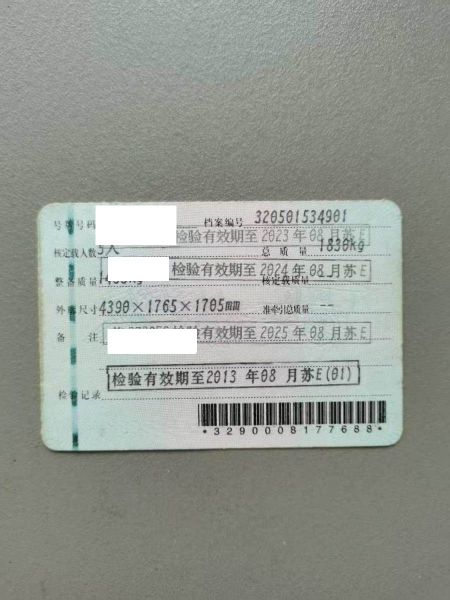 号牌号码 档案编号 320501534901
检验有效期至2023年08月苏E
核定载人数 5人 总质量 1830kg
检验有效期至2024年08月苏E
整备质量 kg 核定载质量
外廓尺寸 4390×1765×1705mm 准牵引总质量 --
备注 检验有效期至2025年08月苏E
检验有效期至2013年08月苏E(01)
检验记录
*3290008177688*